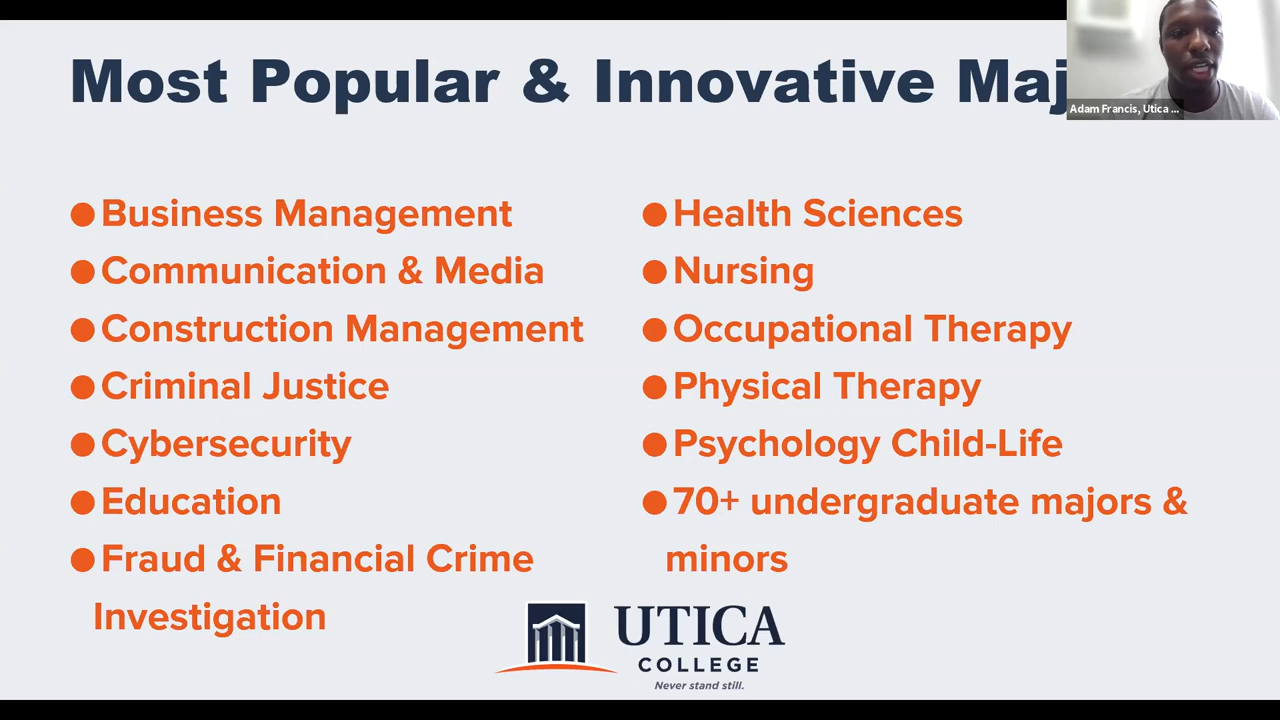 Most Popular & Innovative Maj
Adam Francis, Utica ...
● Business Management
● Communication & Media
● Construction Management
● Criminal Justice
● Cybersecurity
● Education
● Fraud & Financial Crime
Investigation
● Health Sciences
● Nursing
● Occupational Therapy
● Physical Therapy
● Psychology Child-Life
● 70+ undergraduate majors &
minors
UTICA
COLLEGE
Never stand still.